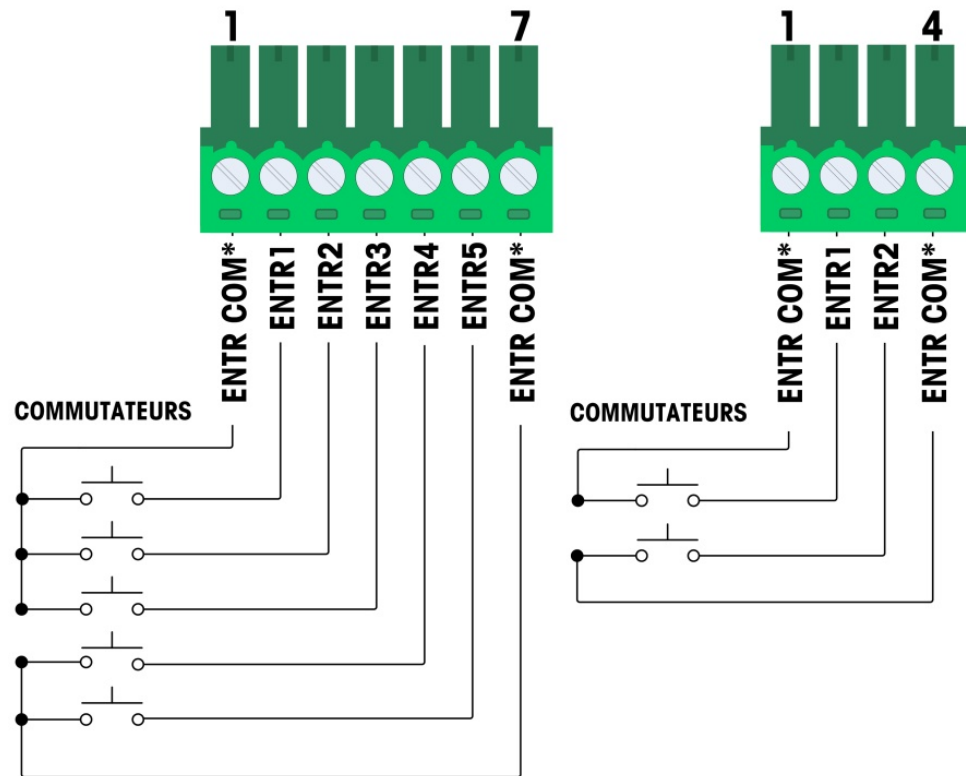 1
7
ENTR COM*
ENTR1
ENTR2
ENTR3
ENTR4
ENTR5
ENTR COM*
COMMUTATEURS
1
4
ENTR COM*
ENTR1
ENTR2
ENTR COM*
COMMUTATEURS